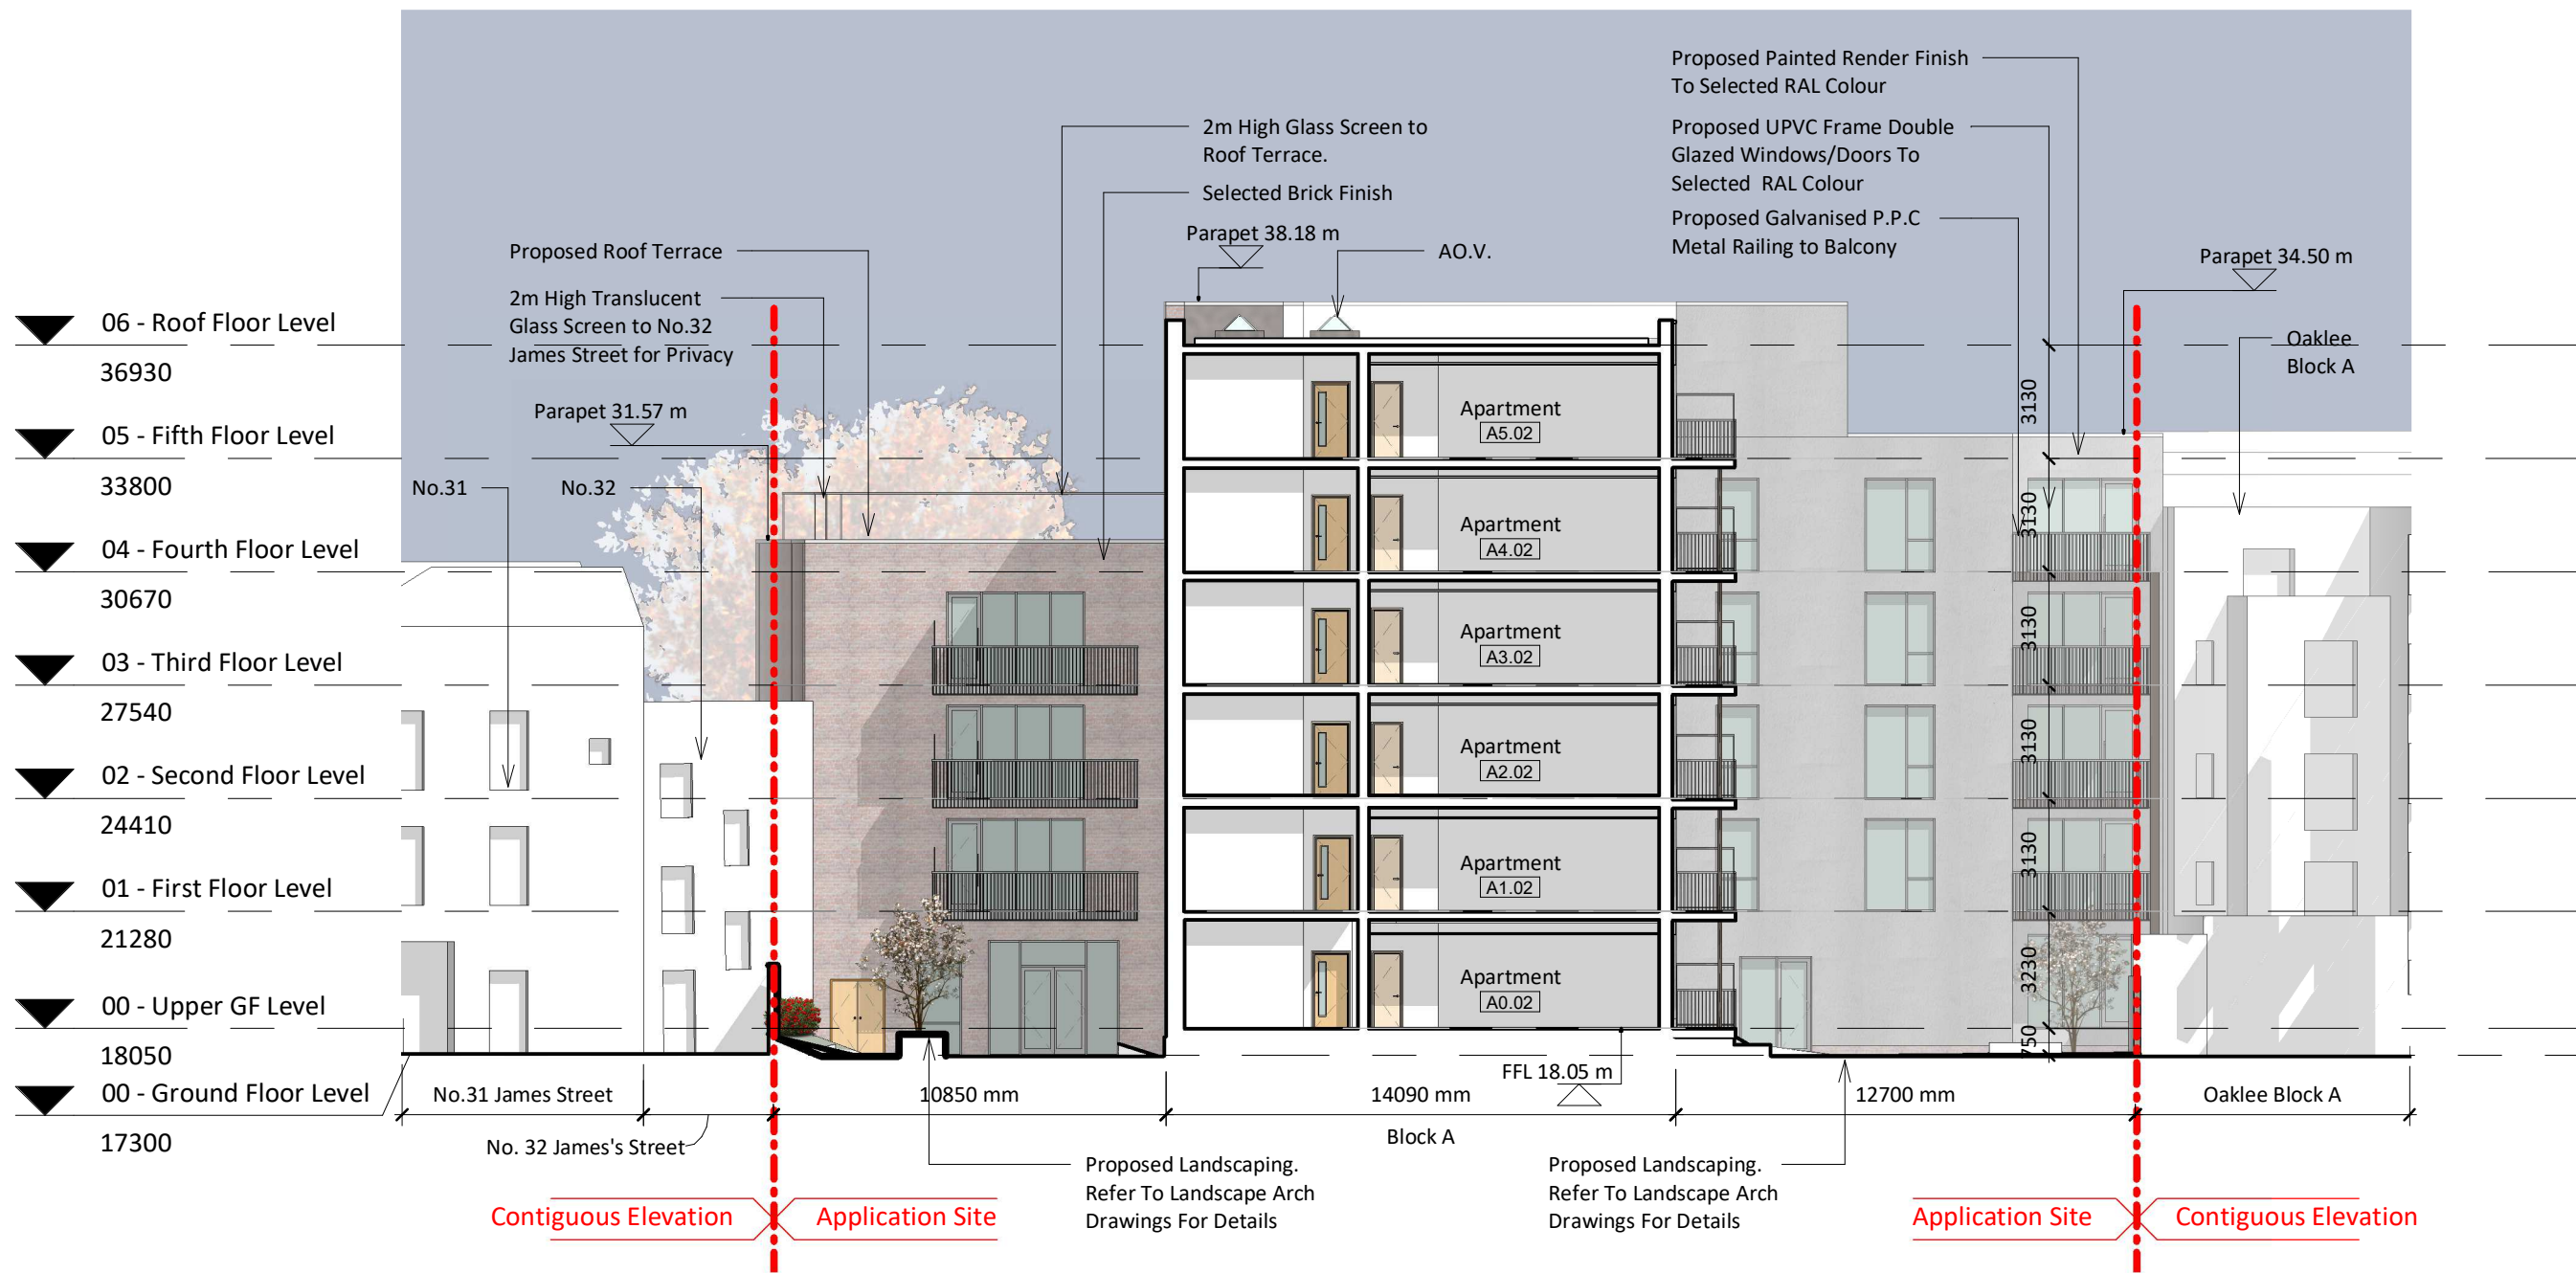 Proposed Painted Render Finish
To Selected RAL Colour
2m High Glass Screen to
Roof Terrace.
Proposed UPVC Frame Double
Glazed Windows/Doors To
Selected RAL Colour
Selected Brick Finish
Proposed Galvanised P.P.C
Metal Railing to Balcony
Parapet 38.18 m
Proposed Roof Terrace
AO.V.
Parapet 34.50 m
2m High Translucent
Glass Screen to No.32
James Street for Privacy
06 - Roof Floor Level
36930
Oaklee
Block A
Parapet 31.57 m
05 - Fifth Floor Level
33800
No.31
No.32
04 - Fourth Floor Level
30670
03 - Third Floor Level
27540
02 - Second Floor Level
24410
01 - First Floor Level
21280
00 - Upper GF Level
18050
00 - Ground Floor Level
17300
Apartment
A5.02
Apartment
A4.02
Apartment
A3.02
Apartment
A2.02
Apartment
A1.02
Apartment
A0.02
3130
3130
3130
3130
3130
3230
750
FFL 18.05 m
No.31 James Street
10850 mm
14090 mm
12700 mm
Oaklee Block A
No. 32 James's Street
Block A
Proposed Landscaping.
Refer To Landscape Arch
Drawings For Details
Proposed Landscaping.
Refer To Landscape Arch
Drawings For Details
Contiguous Elevation
Application Site
Application Site
Contiguous Elevation